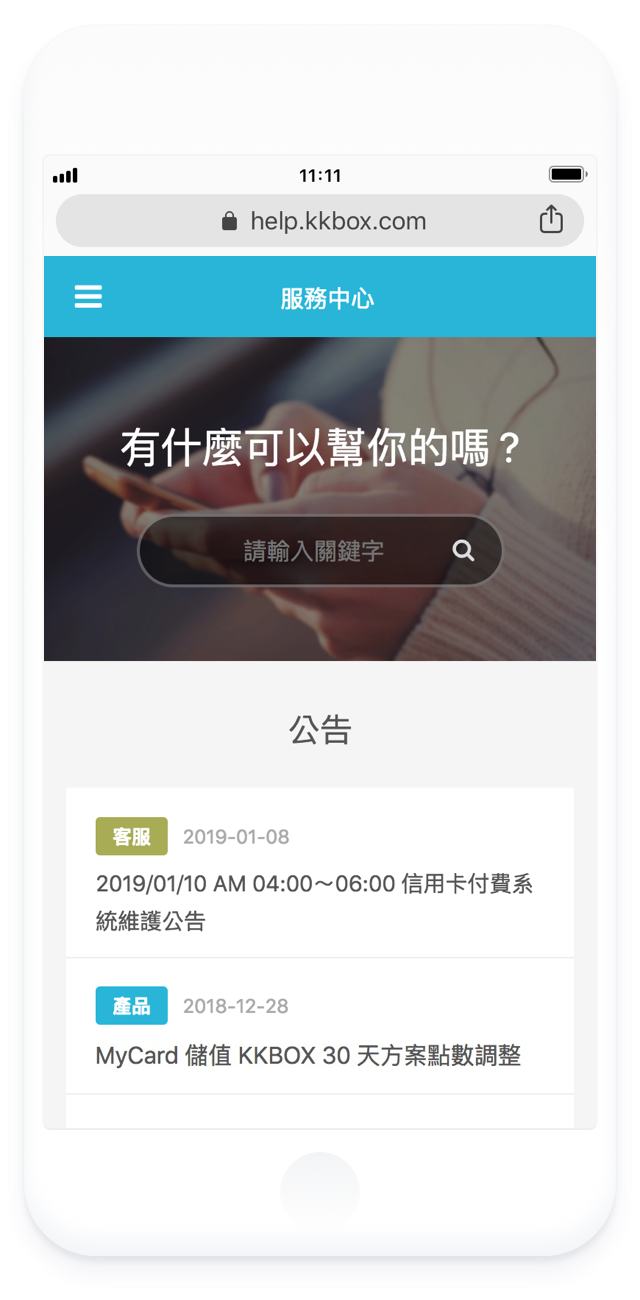 11:11
help.kkbox.com
服務中心
有什麼可以幫你的嗎？
請輸入關鍵字
公告
客服 2019-01-08
2019/01/10 AM 04:00～06:00 信用卡付費系
統維護公告
產品 2018-12-28
MyCard 儲值 KKBOX 30 天方案點數調整